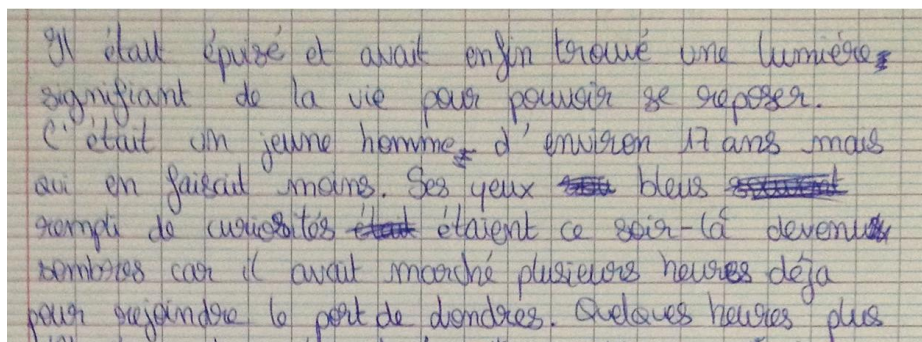 Il était épuisé et avait enfin trouvé une lumière
signifiant de la vie pour pouvoir se reposer.
C'était un jeune homme d'environ 17 ans mais
qui en faisait moins. Ses yeux bleus
rempli de curiosités étaient ce soir-là devenu
sombres car il avait marché plusieurs heures déja
pour rejoindre le port de Londres. Quelques heures plus